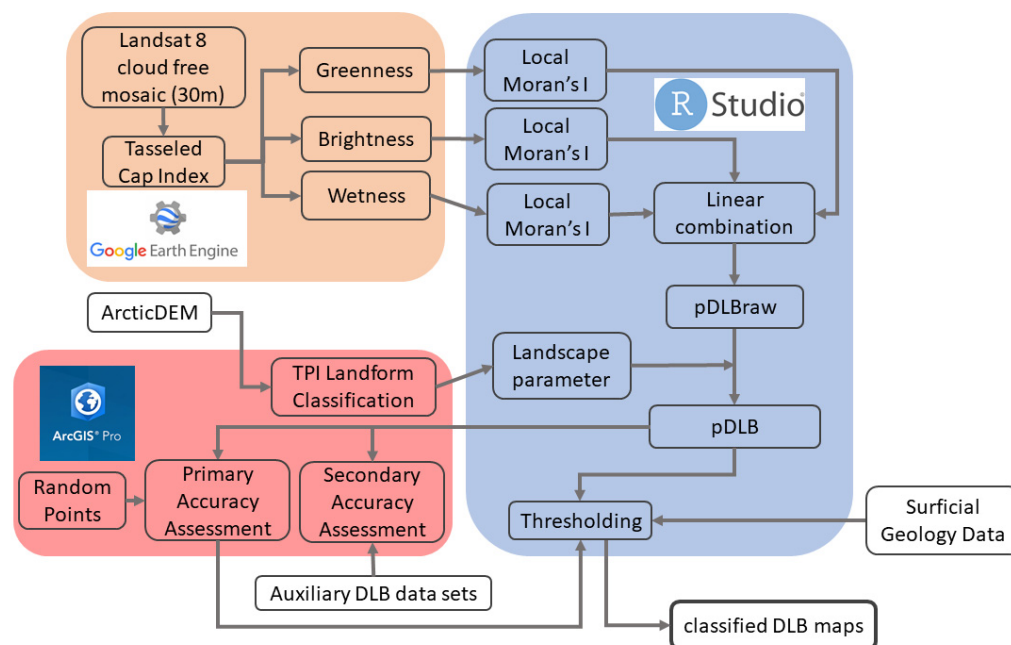 Landsat 8
cloud free
mosaic (30m)
Tasseled
Cap Index
Google Earth Engine
Greenness
Brightness
Wetness
Local
Moran's I
Local
Moran's I
Local
Moran's I
R Studio®
Linear
combination
pDLBraw
ArcticDEM
TPI Landform
Classification
Landscape
parameter
pDLB
ArcGIS® Pro
Random
Points
Primary
Accuracy
Assessment
Secondary
Accuracy
Assessment
Thresholding
Surficial
Geology Data
Auxiliary DLB data sets
classified DLB maps